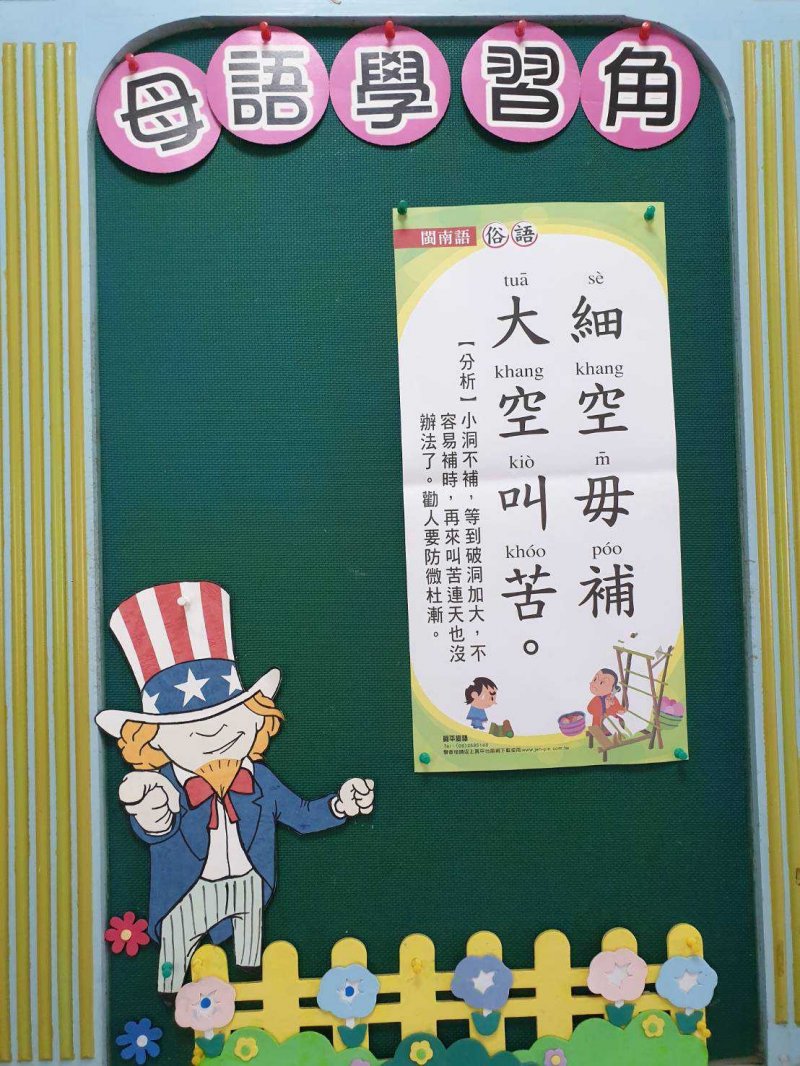 母語學習角
閩南語 俗語
sè khang m̄ póo
細空毋補
tuā khang kiò khóo
大空叫苦。
【分析】小洞不補，等到破洞加大，不
容易補時，再來叫苦連天也沒
辦法了。勸人要防微杜漸。